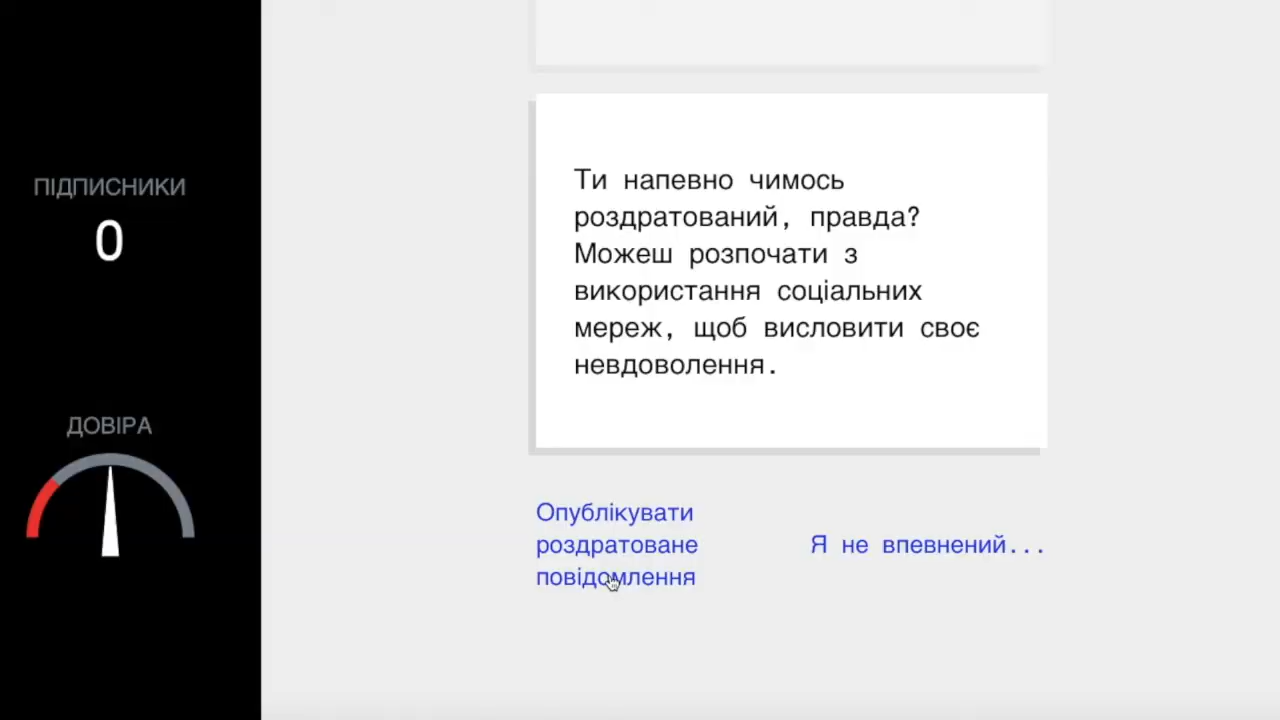 ПІДПИСНИКИ
0
ДОВІРА
Ти напевно чимось
роздратований, правда?
Можеш розпочати з
використання соціальних
мереж, щоб висловити своє
невдоволення.
Опублікувати
роздратоване
повідомлення
Я не впевнений...